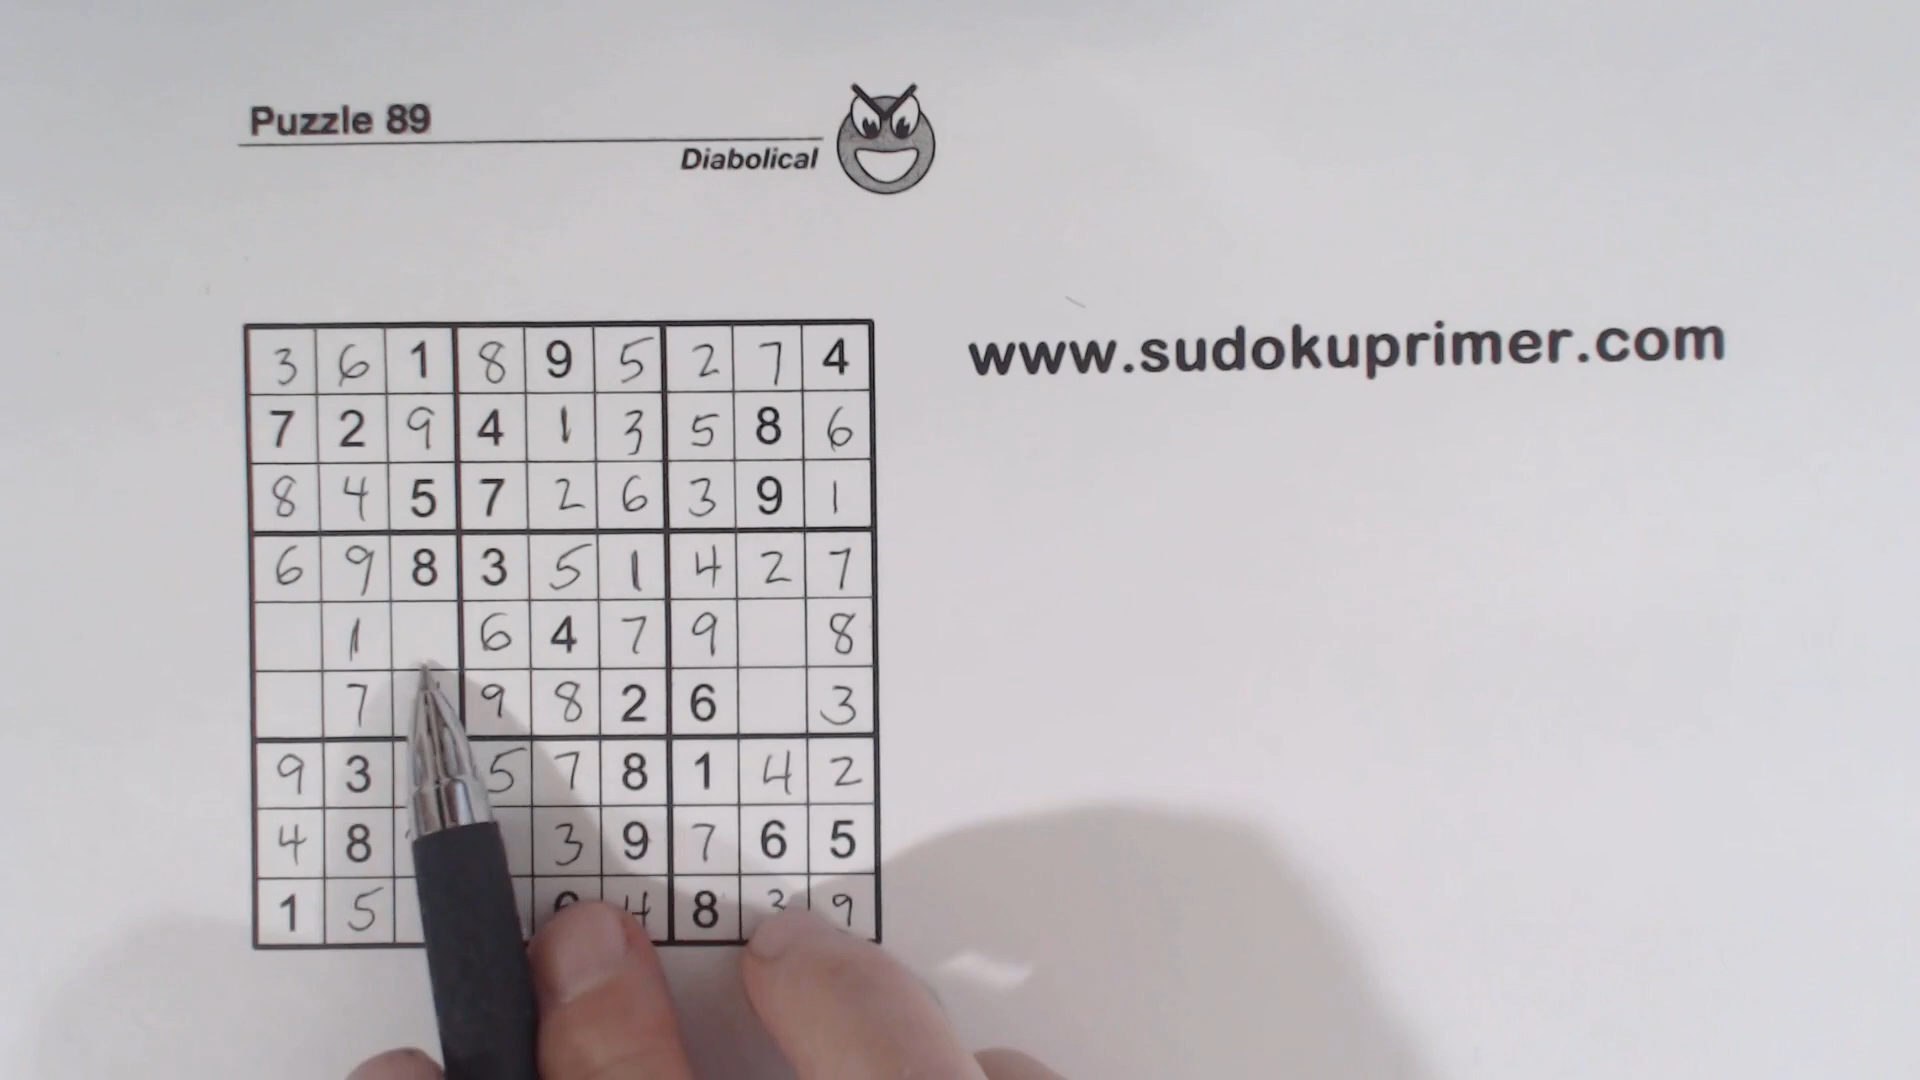 Puzzle 89
Diabolical
www.sudokuprimer.com
3 6 1 8 9 5 2 7 4
7 2 9 4 1 3 5 8 6
8 4 5 7 2 6 3 9 1
6 9 8 3 5 1 4 2 7
1 6 4 7 9 8
7 9 8 2 6 3
9 3 5 7 8 1 4 2
4 8 3 9 7 6 5
1 5 4 8 9